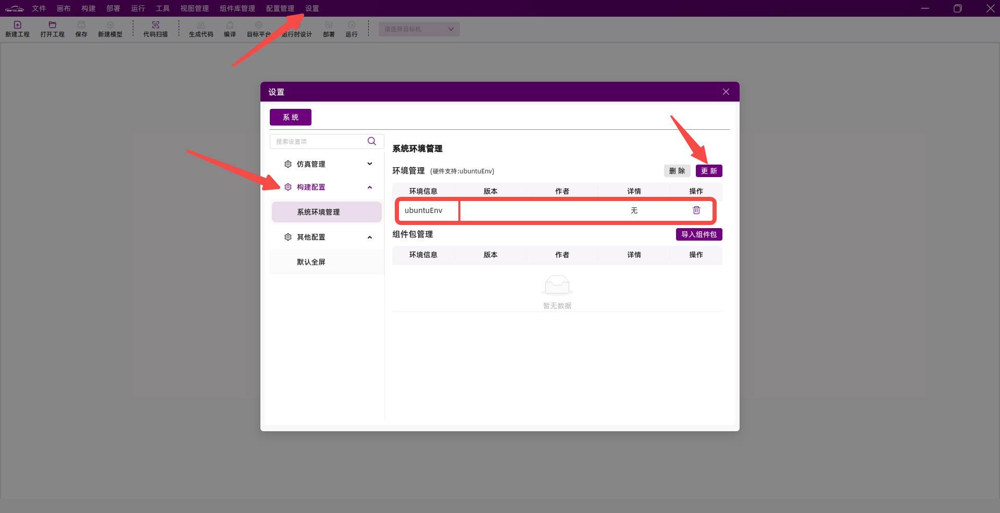 文件 画布 构建 部署 运行 工具 视图管理 组件库管理 配置管理 设置
新建工程 打开工程 保存 新建模型 代码扫描 生成代码 编译 目标平台 运行时设计 部署 运行 请选择目标机
设置
系 统
搜索设置项
仿真管理
构建配置
系统环境管理
其他配置
默认全屏
系统环境管理
环境管理 (硬件支持:ubuntuEnv) 删 除 更 新
环境信息 版本 作者 详情 操作
ubuntuEnv 无
组件包管理 导入组件包
环境信息 版本 作者 详情 操作
暂无数据